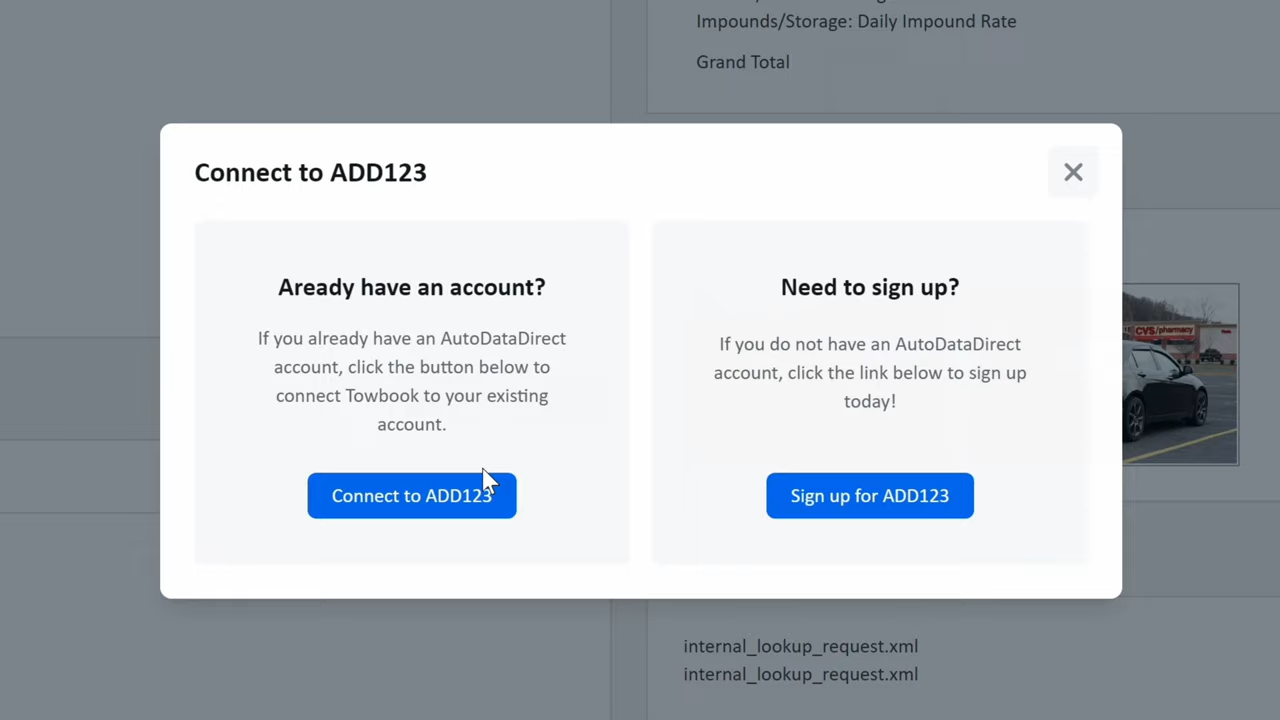 Impounds/Storage: Daily Impound Rate
Grand Total
Connect to ADD123
Aready have an account?
If you already have an AutoDataDirect
account, click the button below to
connect Towbook to your existing
account.
Connect to ADD123
Need to sign up?
If you do not have an AutoDataDirect
account, click the link below to sign up
today!
Sign up for ADD123
CVS/pharmacy
internal_lookup_request.xml
internal_lookup_request.xml